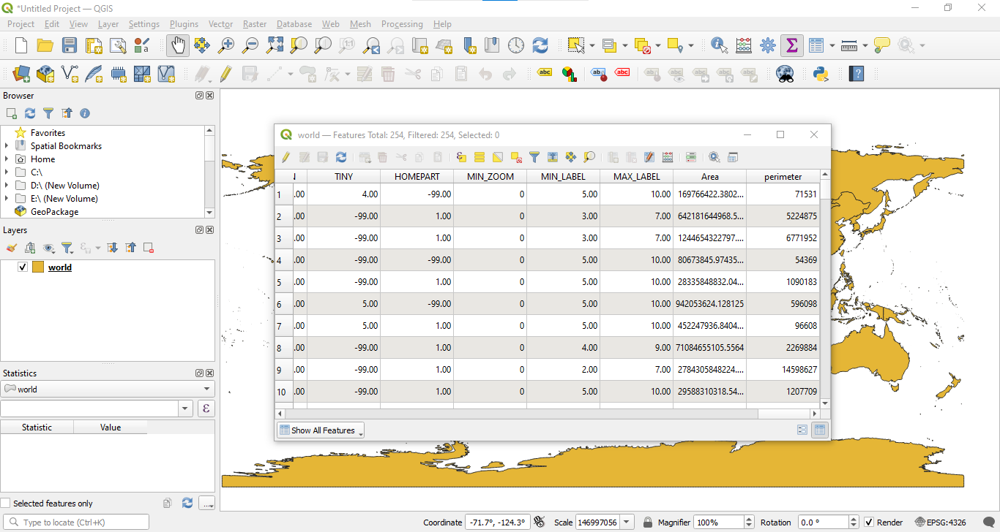 *Untitled Project — QGIS
Project Edit View Layer Settings Plugins Vector Raster Database Web Mesh Processing Help
Browser
Favorites
Spatial Bookmarks
Home
C:\
D:\ (New Volume)
E:\ (New Volume)
GeoPackage
Layers
world
Statistics
world
Statistic Value
Selected features only
world — Features Total: 254, Filtered: 254, Selected: 0
TINY HOMEPART MIN_ZOOM MIN_LABEL MAX_LABEL Area perimeter
1 .00 4.00 -99.00 0 5.00 10.00 169766422.3802... 71531
2 .00 -99.00 1.00 0 3.00 7.00 642181644968.5... 5224875
3 .00 -99.00 1.00 0 3.00 7.00 1244654322797.... 6771952
4 .00 -99.00 -99.00 0 5.00 10.00 80673845.97435... 54369
5 .00 -99.00 1.00 0 5.00 10.00 28335848832.04... 1090183
6 .00 5.00 -99.00 0 5.00 10.00 942053624.128125 596098
7 .00 5.00 1.00 0 5.00 10.00 452247936.8404... 96608
8 .00 -99.00 1.00 0 4.00 9.00 71084655105.5564 2269884
9 .00 -99.00 1.00 0 2.00 7.00 2784305848224.... 14598627
10 .00 -99.00 1.00 0 5.00 10.00 29588310318.54... 1207709
Show All Features
Type to locate (Ctrl+K)
Coordinate -71.7°, -124.3° Scale 146997056 Magnifier 100% Rotation 0.0 ° Render EPSG:4326